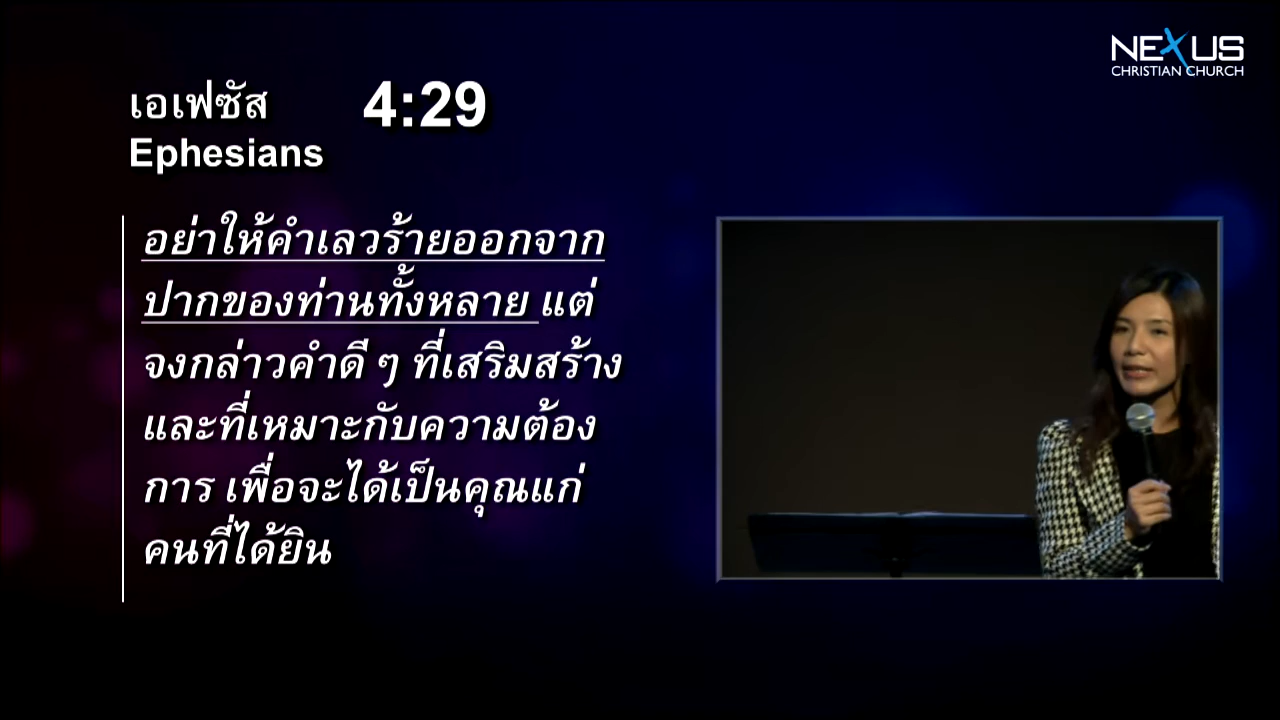 NEXUS
CHRISTIAN CHURCH
เอเฟซัส 4:29
Ephesians
อย่าให้คำเลวร้ายออกจาก
ปากของท่านทั้งหลาย แต่
จงกล่าวคำดี ๆ ที่เสริมสร้าง
และที่เหมาะกับความต้อง
การ เพื่อจะได้เป็นคุณแก่
คนที่ได้ยิน